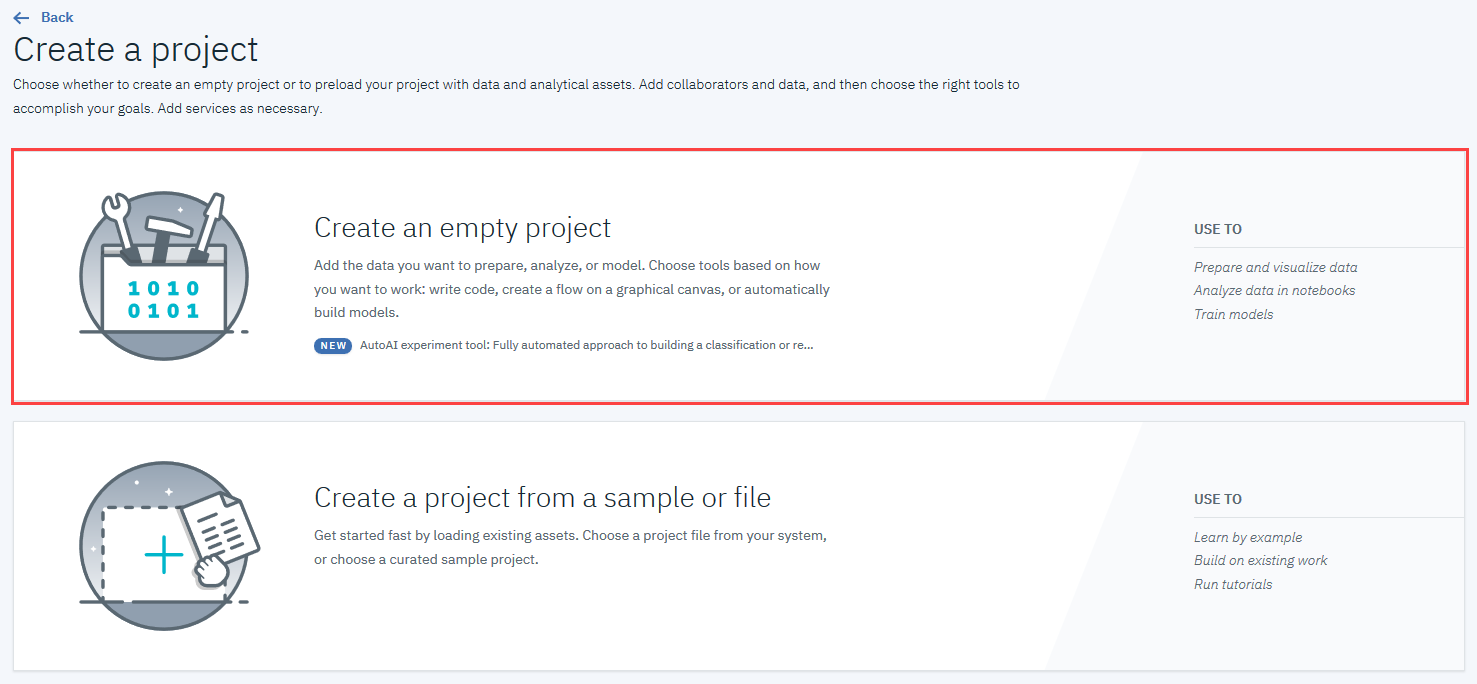 Back
Create a project
Choose whether to create an empty project or to preload your project with data and analytical assets. Add collaborators and data, and then choose the right tools to
accomplish your goals. Add services as necessary.
1010
0101
Create an empty project
Add the data you want to prepare, analyze, or model. Choose tools based on how
you want to work: write code, create a flow on a graphical canvas, or automatically
build models.
NEW AutoAI experiment tool: Fully automated approach to building a classification or re...
USE TO
Prepare and visualize data
Analyze data in notebooks
Train models
Create a project from a sample or file
Get started fast by loading existing assets. Choose a project file from your system,
or choose a curated sample project.
USE TO
Learn by example
Build on existing work
Run tutorials